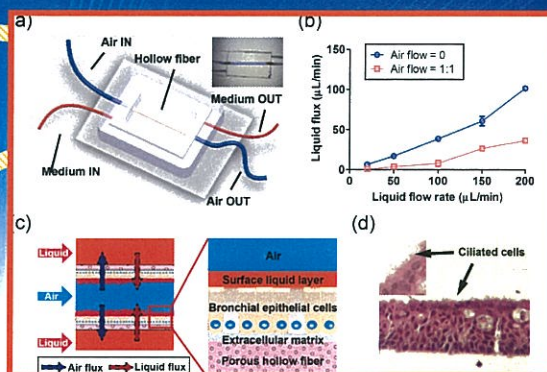 a)
Air IN
Hollow fiber
Medium OUT
Medium IN
Air OUT
(b)
Air flow = 0
Air flow = 1:1
Liquid flux (µL/min)
150
100
50
0
0 50 100 150 200
Liquid flow rate (µL/min)
c)
Liquid
Air
Liquid
Air flux
Liquid flux
Air
Surface liquid layer
Bronchial epithelial cells
Extracellular matrix
Porous hollow fiber
(d)
Ciliated cells